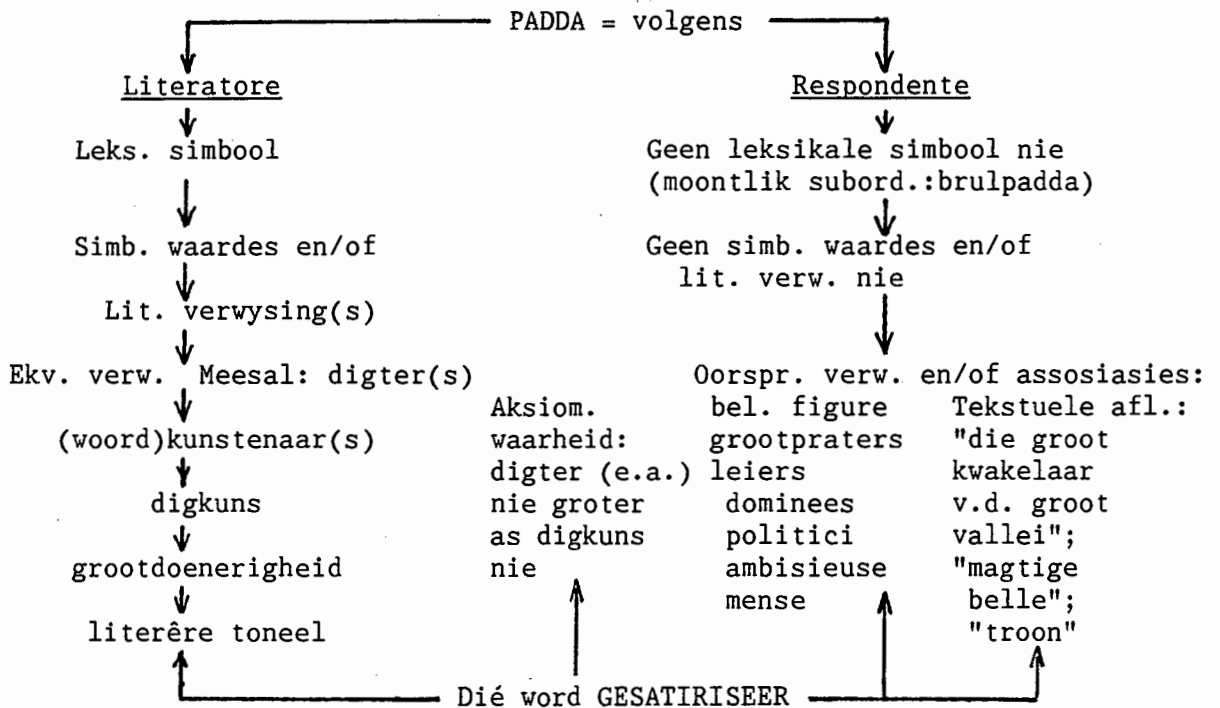 PADDA = volgens
Literatore
Leks. simbool
Simb. waardes en/of
Lit. verwysing(s)
Ekv. verw. Meesal: digter(s)
(woord)kunstenaar(s)
digkuns
grootdoenerigheid
literêre toneel
Respondente
Geen leksikale simbool nie
(moontlik subord.:brulpadda)
Geen simb. waardes en/of
lit. verw. nie
Oorspr. verw. en/of assosiasies:
Aksiom.
waarheid:
digter (e.a.)
nie groter
as digkuns
nie
bel. figure
grootpraters
leiers
dominees
politici
ambisieuse
mense
Tekstuele afl.:
"die groot
kwakelaar
v.d. groot
vallei";
"magtige
belle";
"troon"
Dié word GESATIRISEER